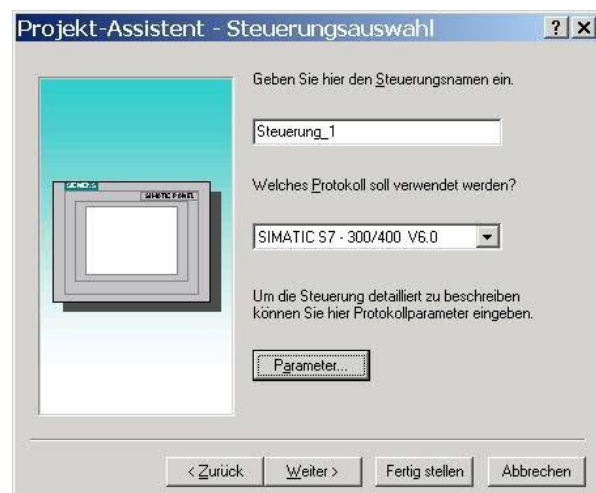 Projekt-Assistent - Steuerungsauswahl
Geben Sie hier den Steuerungsnamen ein.
Steuerung_1
SIEMENS
SIMATIC PANEL
Welches Protokoll soll verwendet werden?
SIMATIC S7 - 300/400 V6.0
Um die Steuerung detailliert zu beschreiben
können Sie hier Protokollparameter eingeben.
Parameter...
< Zurück
Weiter >
Fertig stellen
Abbrechen